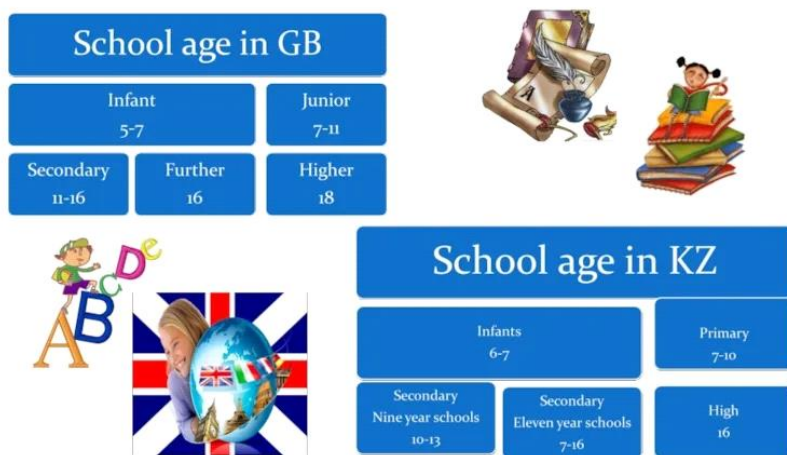 School age in GB
Infant
5-7
Junior
7-11
Secondary
11-16
Further
16
Higher
18
A
A B C D e
School age in KZ
Infants
6-7
Primary
7-10
Secondary
Nine year schools
10-13
Secondary
Eleven year schools
7-16
High
16